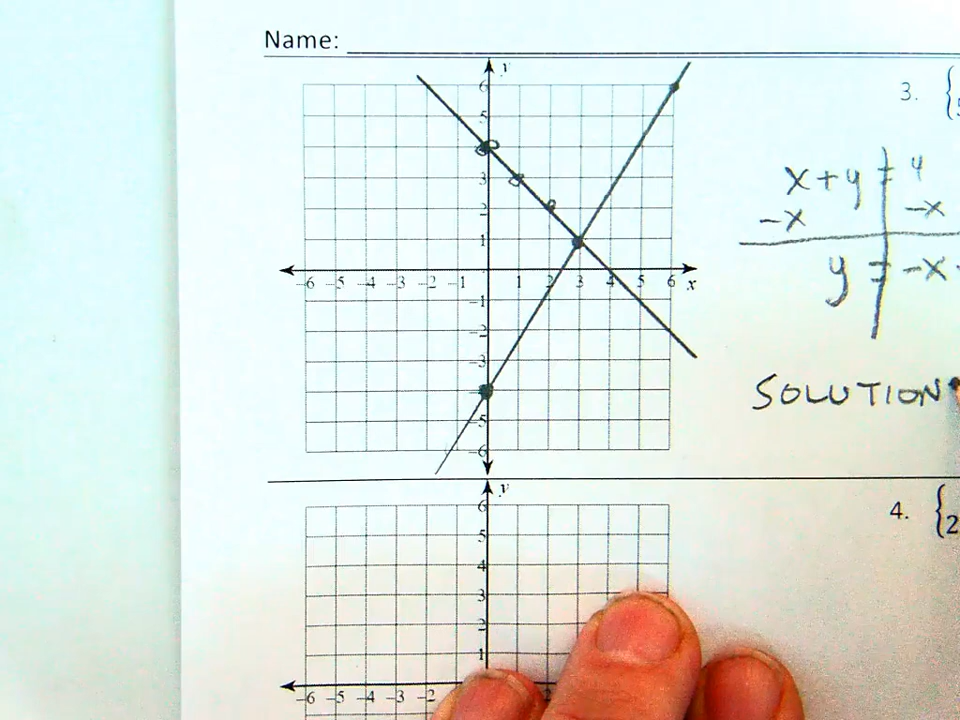 Name:
y
6
5
3
2
1
-6 -4 -3 -2 -1 1 2 3 4 5 6 x
-1
-2
-3
-5
-6
3. {
5
x+y = 4
-x -x
y = -x
SOLUTION
y
6
5
4
3
2
1
-6 -5 -4 -3 -2
4. {
2